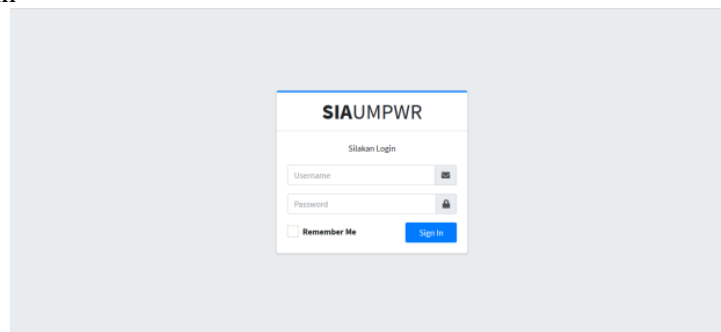 SIAUMPWR
Silakan Login
Username
Password
Remember Me
Sign In